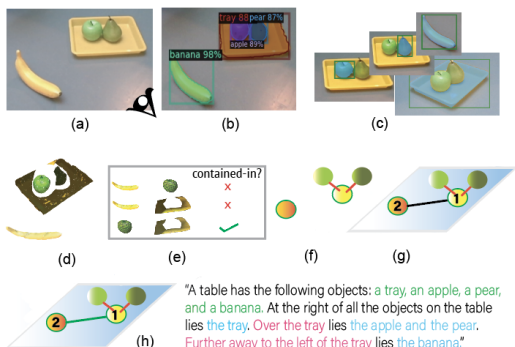 tray 88 pear 87%
apple 89%
banana 98%
(a)
(b)
(c)
contained-in?
x
x
(d)
(e)
(f)
2
1
(g)
2
1
(h)
"A table has the following objects: a tray, an apple, a pear,
and a banana. At the right of all the objects on the table
lies the tray. Over the tray lies the apple and the pear.
Further away to the left of the tray lies the banana."